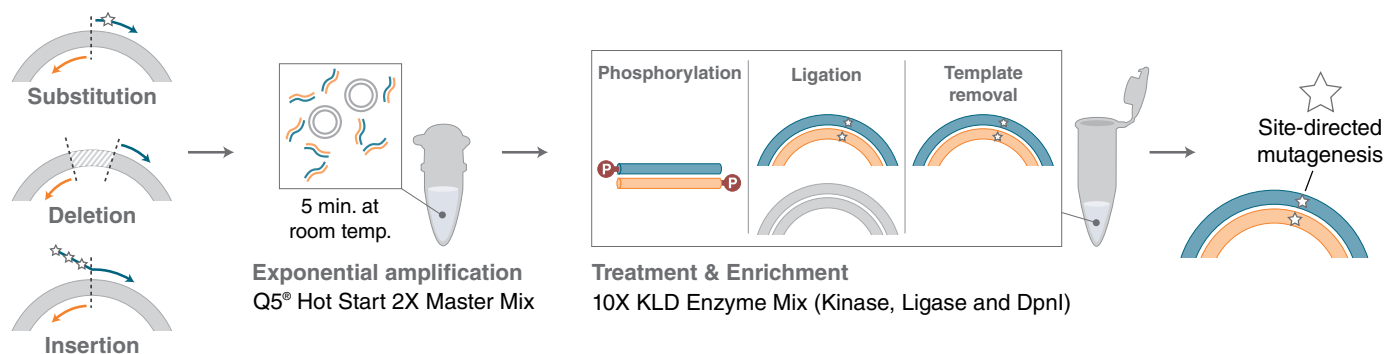 Substitution
Deletion
Insertion
5 min. at
room temp.
Exponential amplification
Q5® Hot Start 2X Master Mix
Phosphorylation
P
P
Ligation
Template
removal
Treatment & Enrichment
10X KLD Enzyme Mix (Kinase, Ligase and DpnI)
Site-directed
mutagenesis